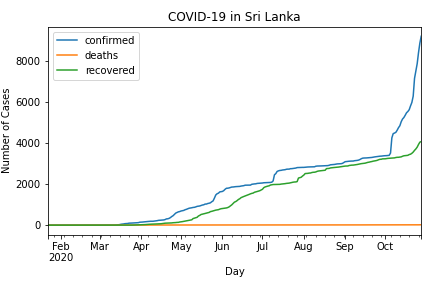 COVID-19 in Sri Lanka
confirmed
deaths
recovered
Number of Cases
8000
6000
4000
2000
0
Feb Mar Apr May Jun Jul Aug Sep Oct
2020
Day